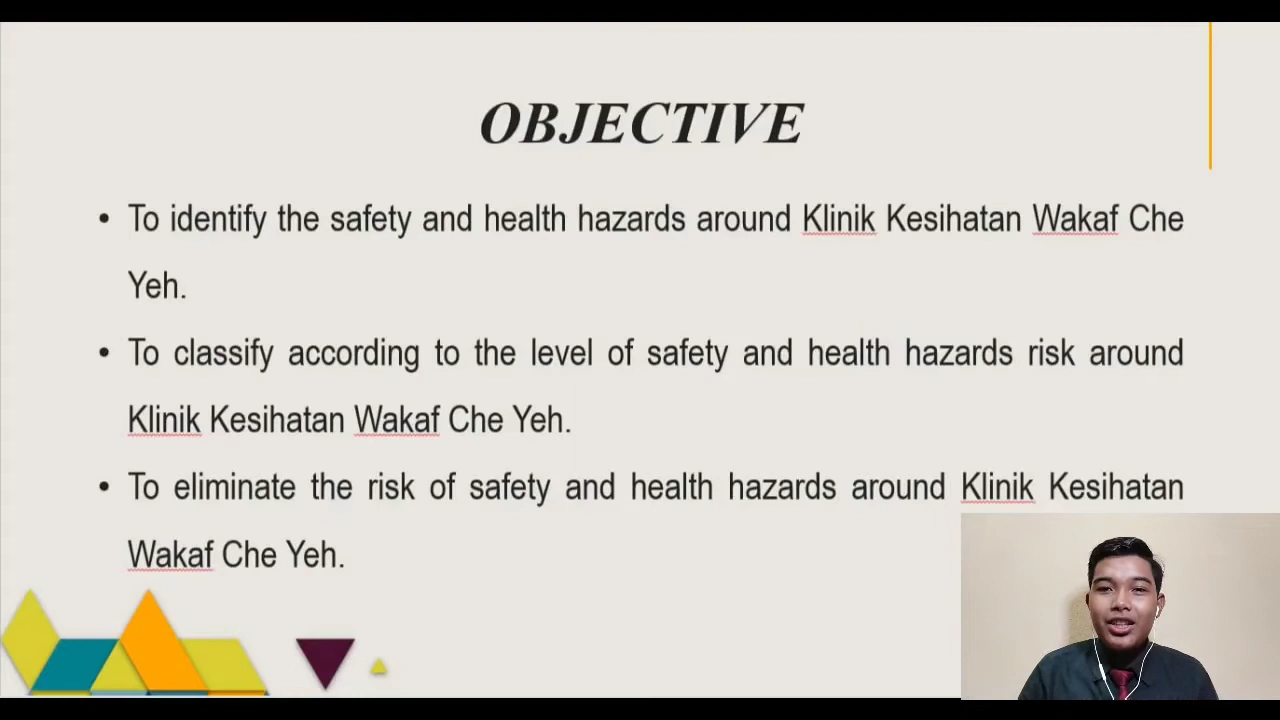 OBJECTIVE
• To identify the safety and health hazards around Klinik Kesihatan Wakaf Che
Yeh.
• To classify according to the level of safety and health hazards risk around
Klinik Kesihatan Wakaf Che Yeh.
• To eliminate the risk of safety and health hazards around Klinik Kesihatan
Wakaf Che Yeh.